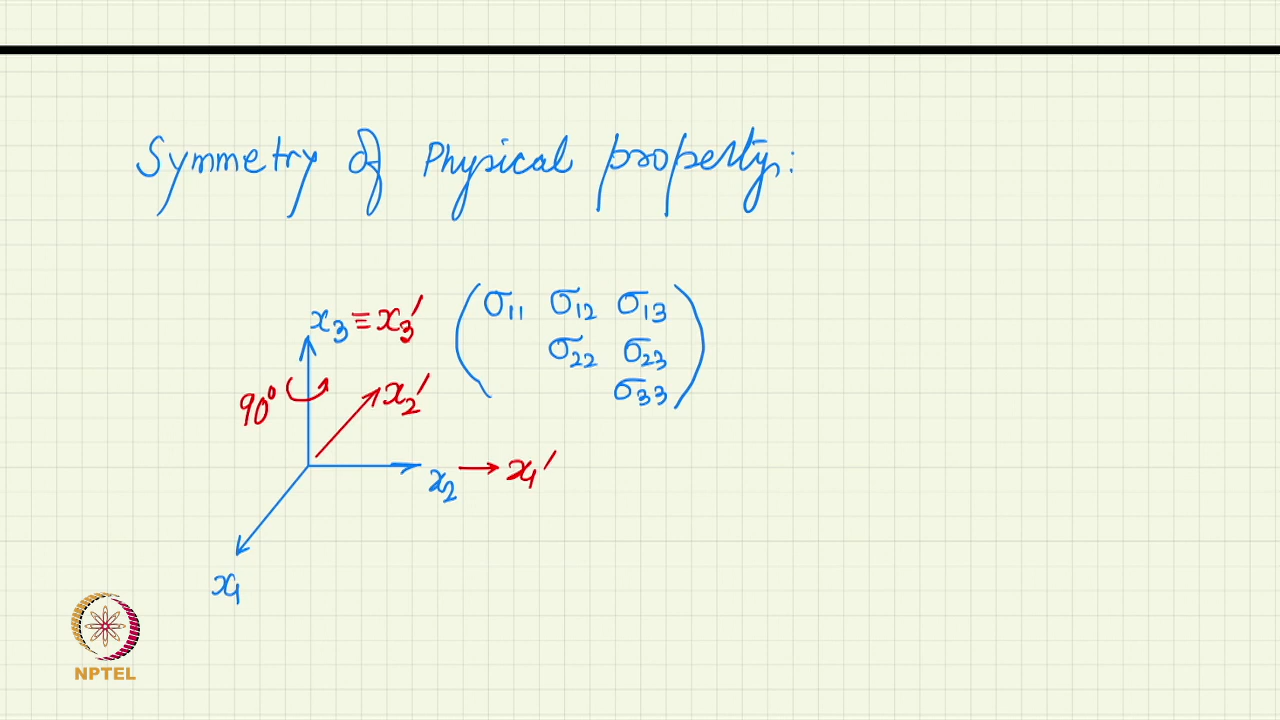 Symmetry of Physical property:
x₃ ≡ x₃′
σ₁₁ σ₁₂ σ₁₃
σ₂₂ σ₂₃
σ₃₃
90°
x₂′
x₂ → x₁′
x₁
NPTEL